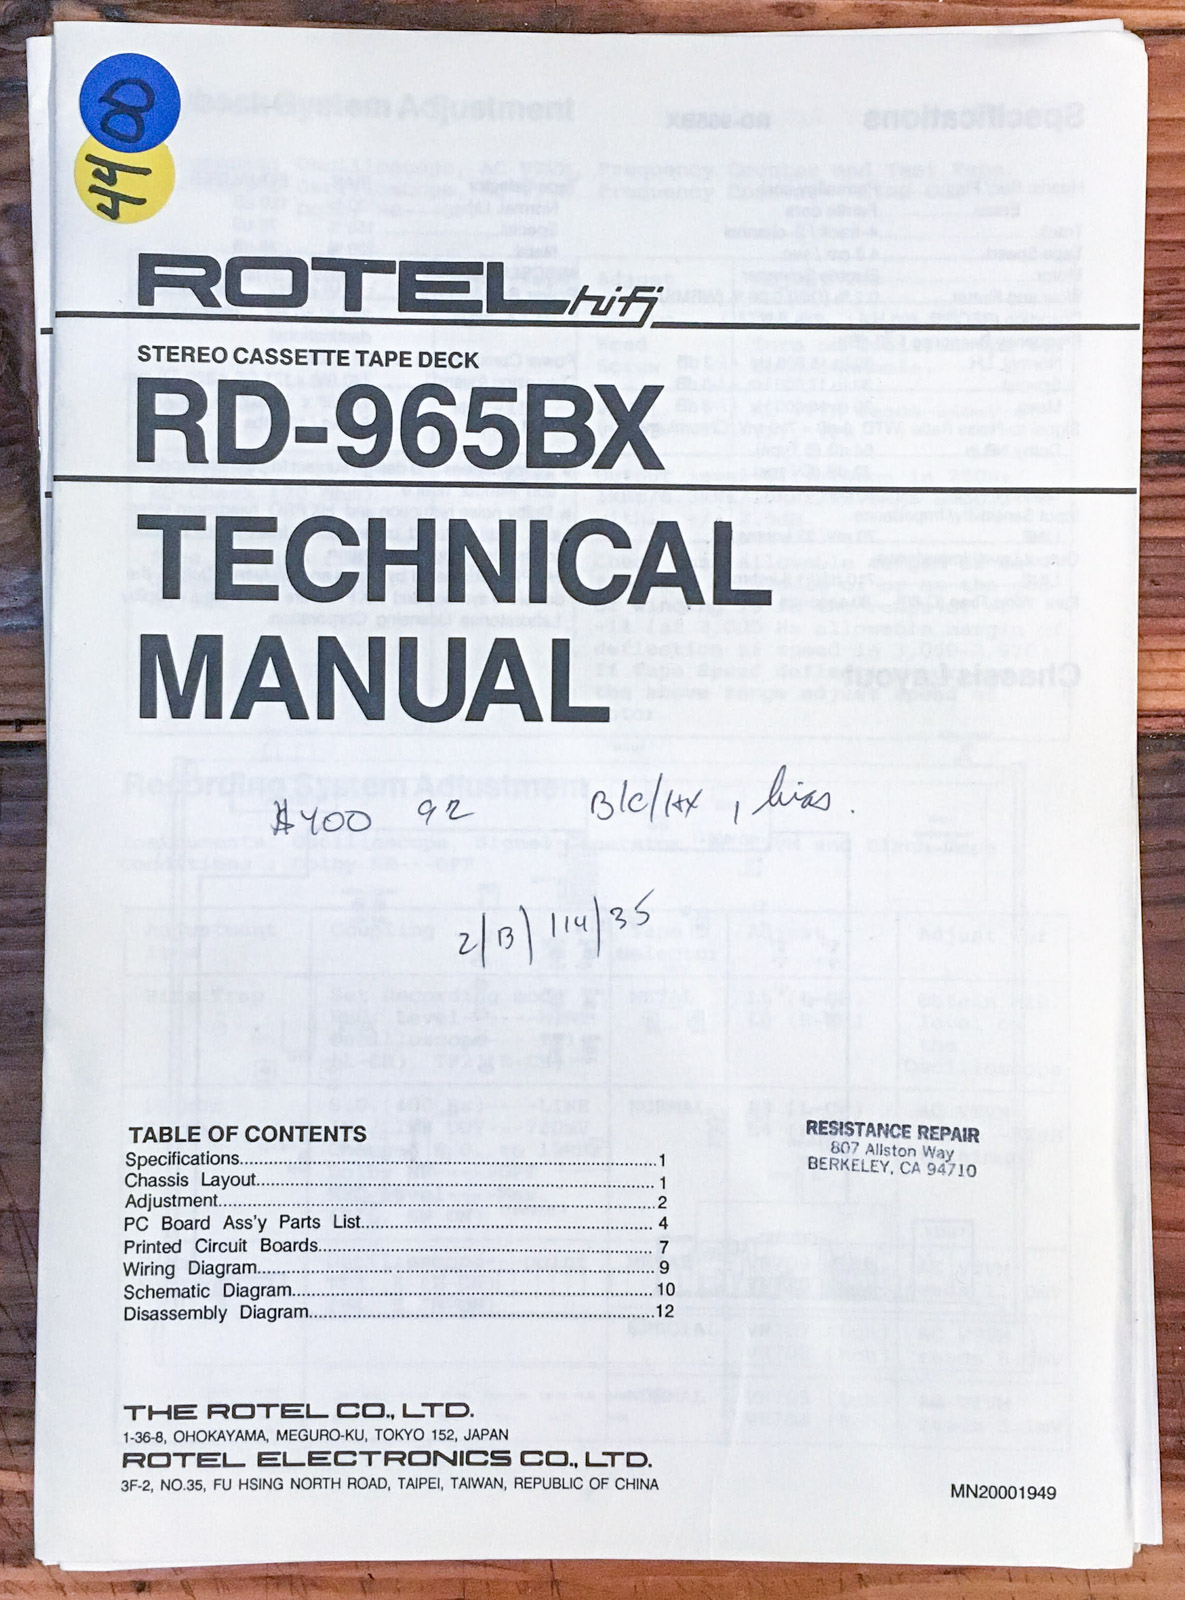 00
44
ROTEL hifi
STEREO CASSETTE TAPE DECK
RD-965BX
TECHNICAL
MANUAL
$400 92 B/C/HX, bias.
2/B/114/35
TABLE OF CONTENTS
Specifications..........1
Chassis Layout..........1
Adjustment..........2
PC Board Ass'y Parts List..........4
Printed Circuit Boards..........7
Wiring Diagram..........9
Schematic Diagram..........10
Disassembly Diagram..........12
RESISTANCE REPAIR
807 Allston Way
BERKELEY, CA 94710
THE ROTEL CO., LTD.
1-36-8, OHOKAYAMA, MEGURO-KU, TOKYO 152, JAPAN
ROTEL ELECTRONICS CO., LTD.
3F-2, NO.35, FU HSING NORTH ROAD, TAIPEI, TAIWAN, REPUBLIC OF CHINA
MN20001949